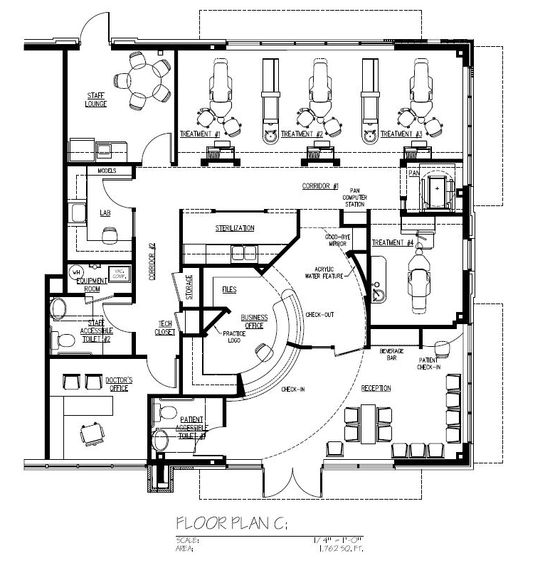 STAFF
LOUNGE
TREATMENT #1
TREATMENT #2
TREATMENT #3
MODELS
LAB
CORRIDOR #1
PAN
PAN
COMPUTER
STATION
STERILIZATION
GOOD-BYE
MIRROR
TREATMENT #4
CORRIDOR #2
ACRYLIC
WATER FEATURE
WH
EQUIPMENT
ROOM
STORAGE
FILES
CHECK-OUT
STAFF
ACCESSIBLE
TOILET #2
TECH
CLOSET
BUSINESS
OFFICE
PRACTICE
LOGO
BEVERAGE
BAR
PATIENT
CHECK-IN
DOCTOR'S
OFFICE
CHECK-IN
RECEPTION
PATIENT
ACCESSIBLE
TOILET #1
FLOOR PLAN C:
SCALE: 1/4" = 1'-0"
AREA: 1,762 SQ. FT.